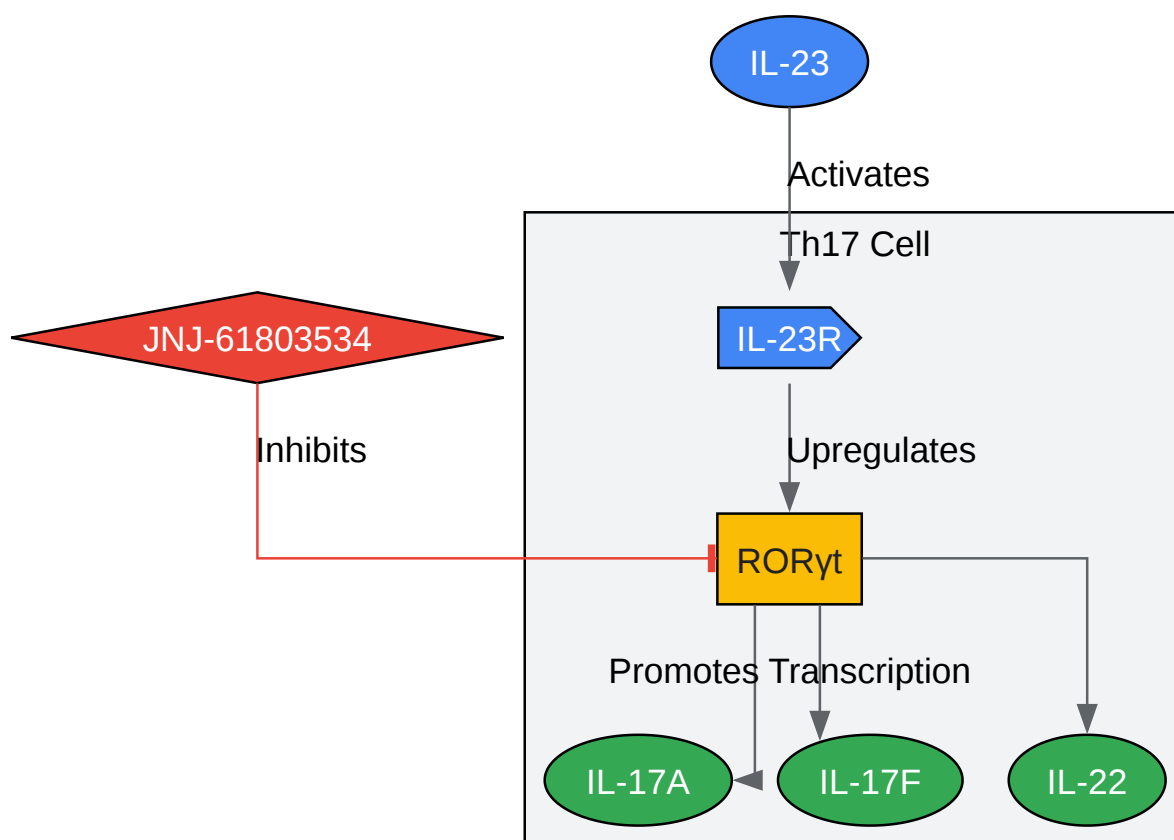 IL-23
Activates
Th17 Cell
JNJ-61803534
IL-23R
Inhibits
Upregulates
RORγt
Promotes Transcription
IL-17A
IL-17F
IL-22